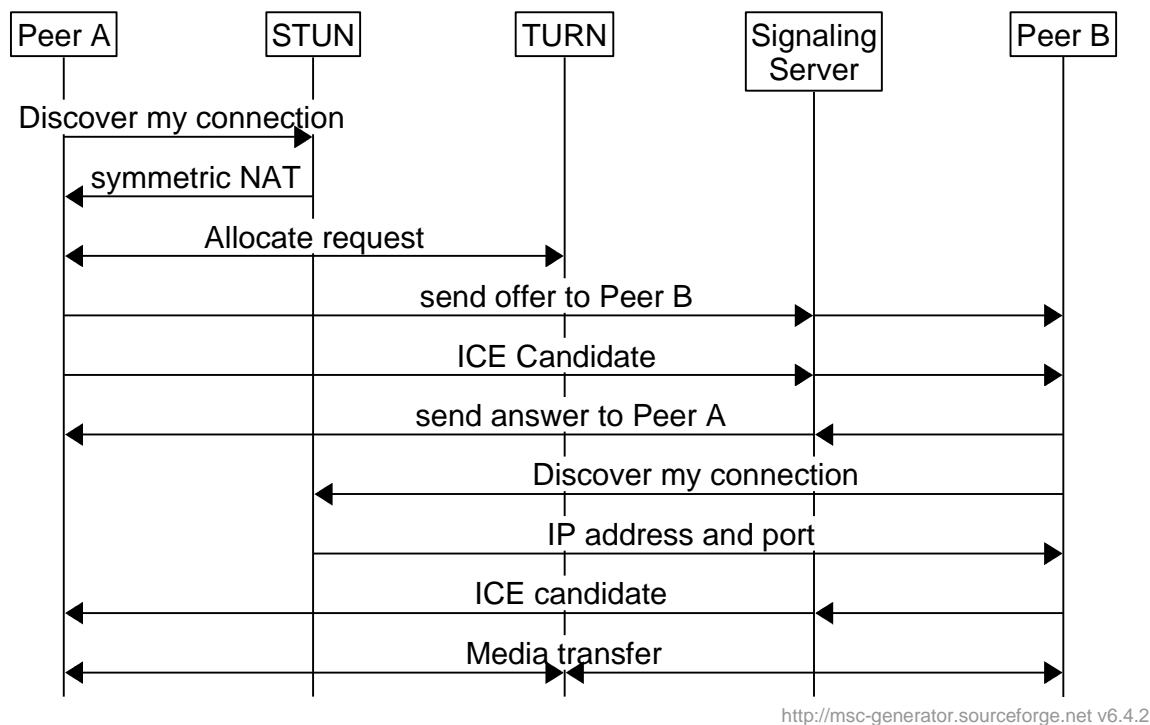 Peer A
STUN
TURN
Signaling
Server
Peer B
Discover my connection
symmetric NAT
Allocate request
send offer to Peer B
ICE Candidate
send answer to Peer A
Discover my connection
IP address and port
ICE candidate
Media transfer
http://msc-generator.sourceforge.net v6.4.2